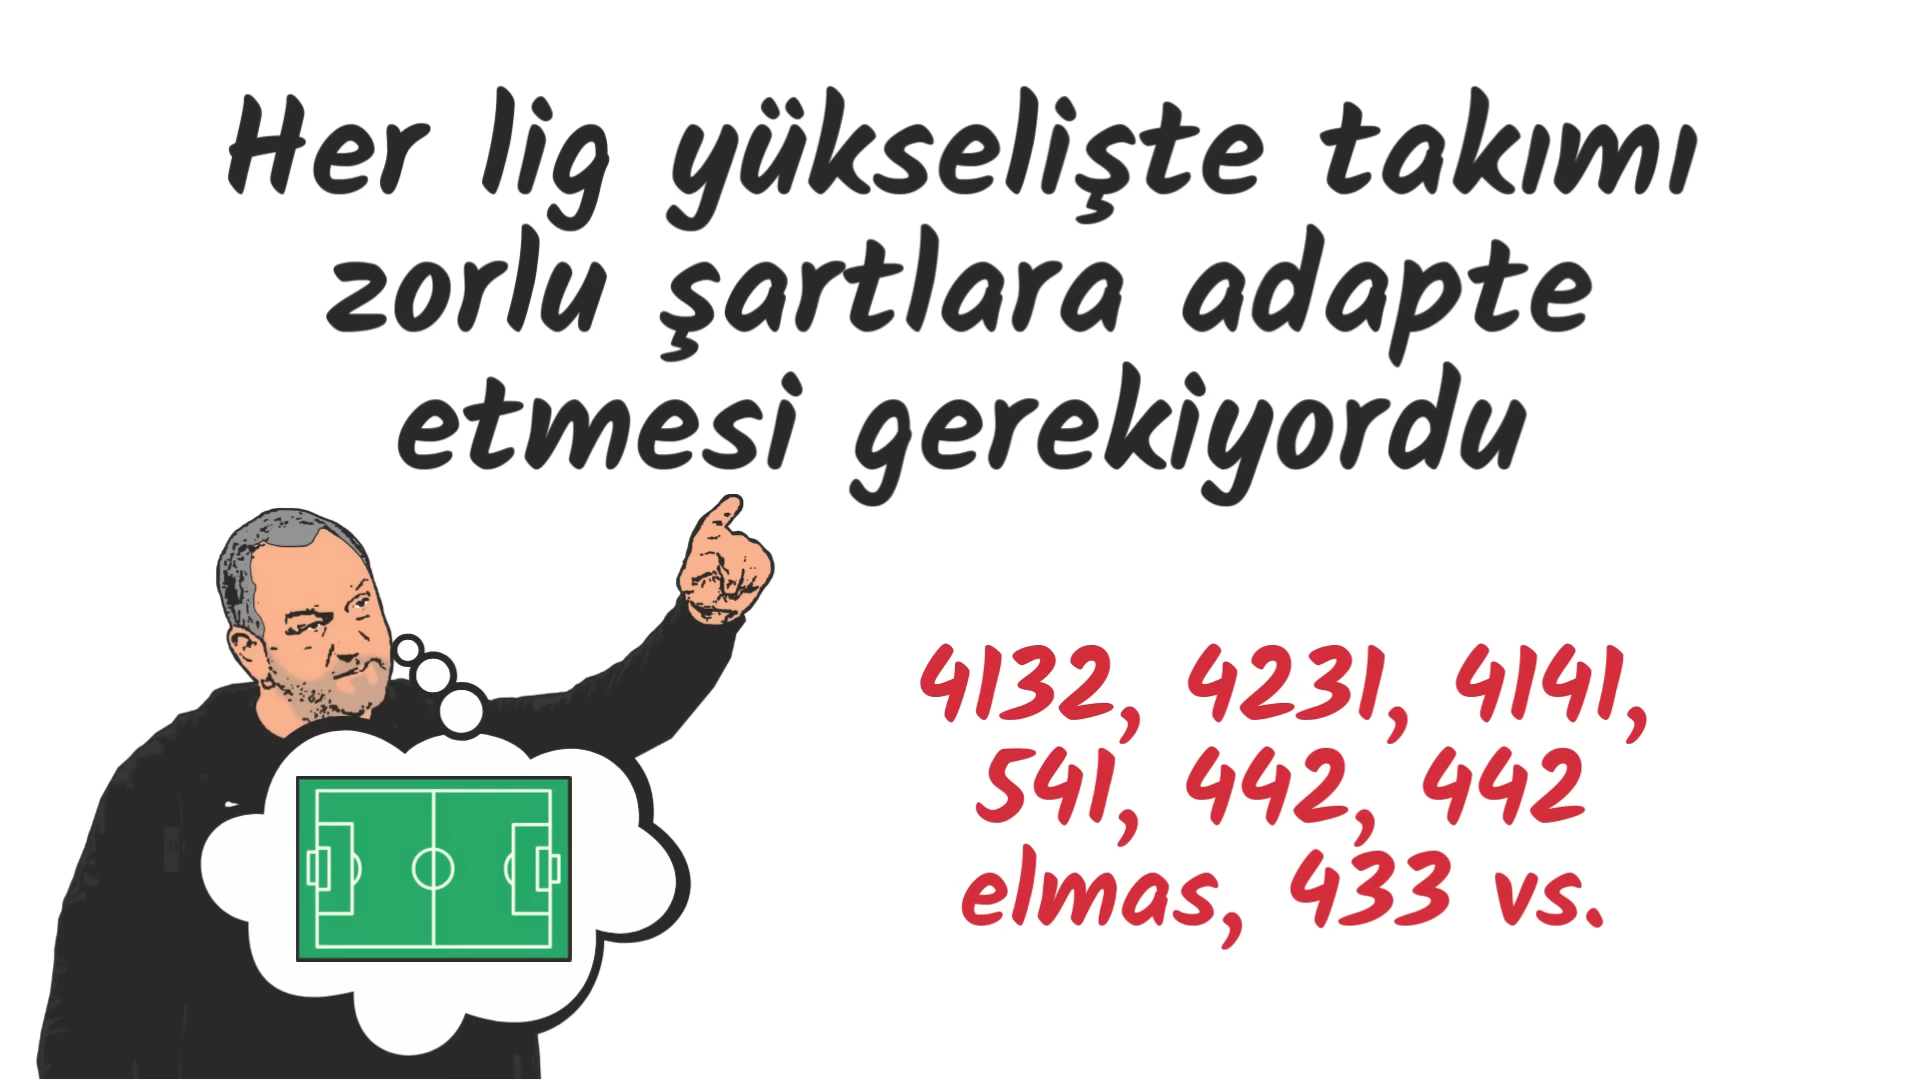 Her lig yükselişte takımı
zorlu şartlara adapte
etmesi gerekiyordu
4132, 4231, 4141,
541, 442, 442
elmas, 433 vs.